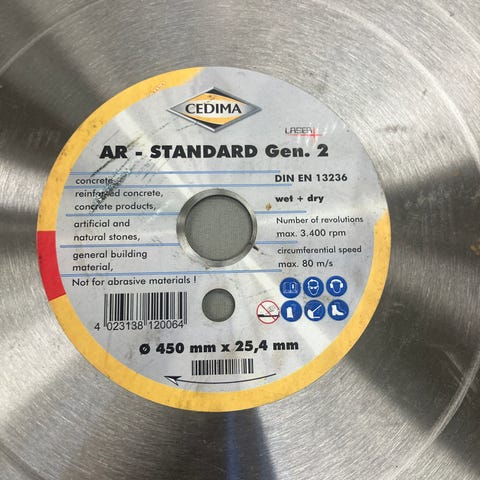 CEDIMA
LASER
AR - STANDARD Gen. 2
concrete,
reinforced concrete,
concrete products,
artificial and
natural stones,
general building
material,
Not for abrasive materials !
DIN EN 13236
wet + dry
Number of revolutions
max. 3.400 rpm
circumferential speed
max. 80 m/s
4 023138 120064
Ø 450 mm x 25,4 mm